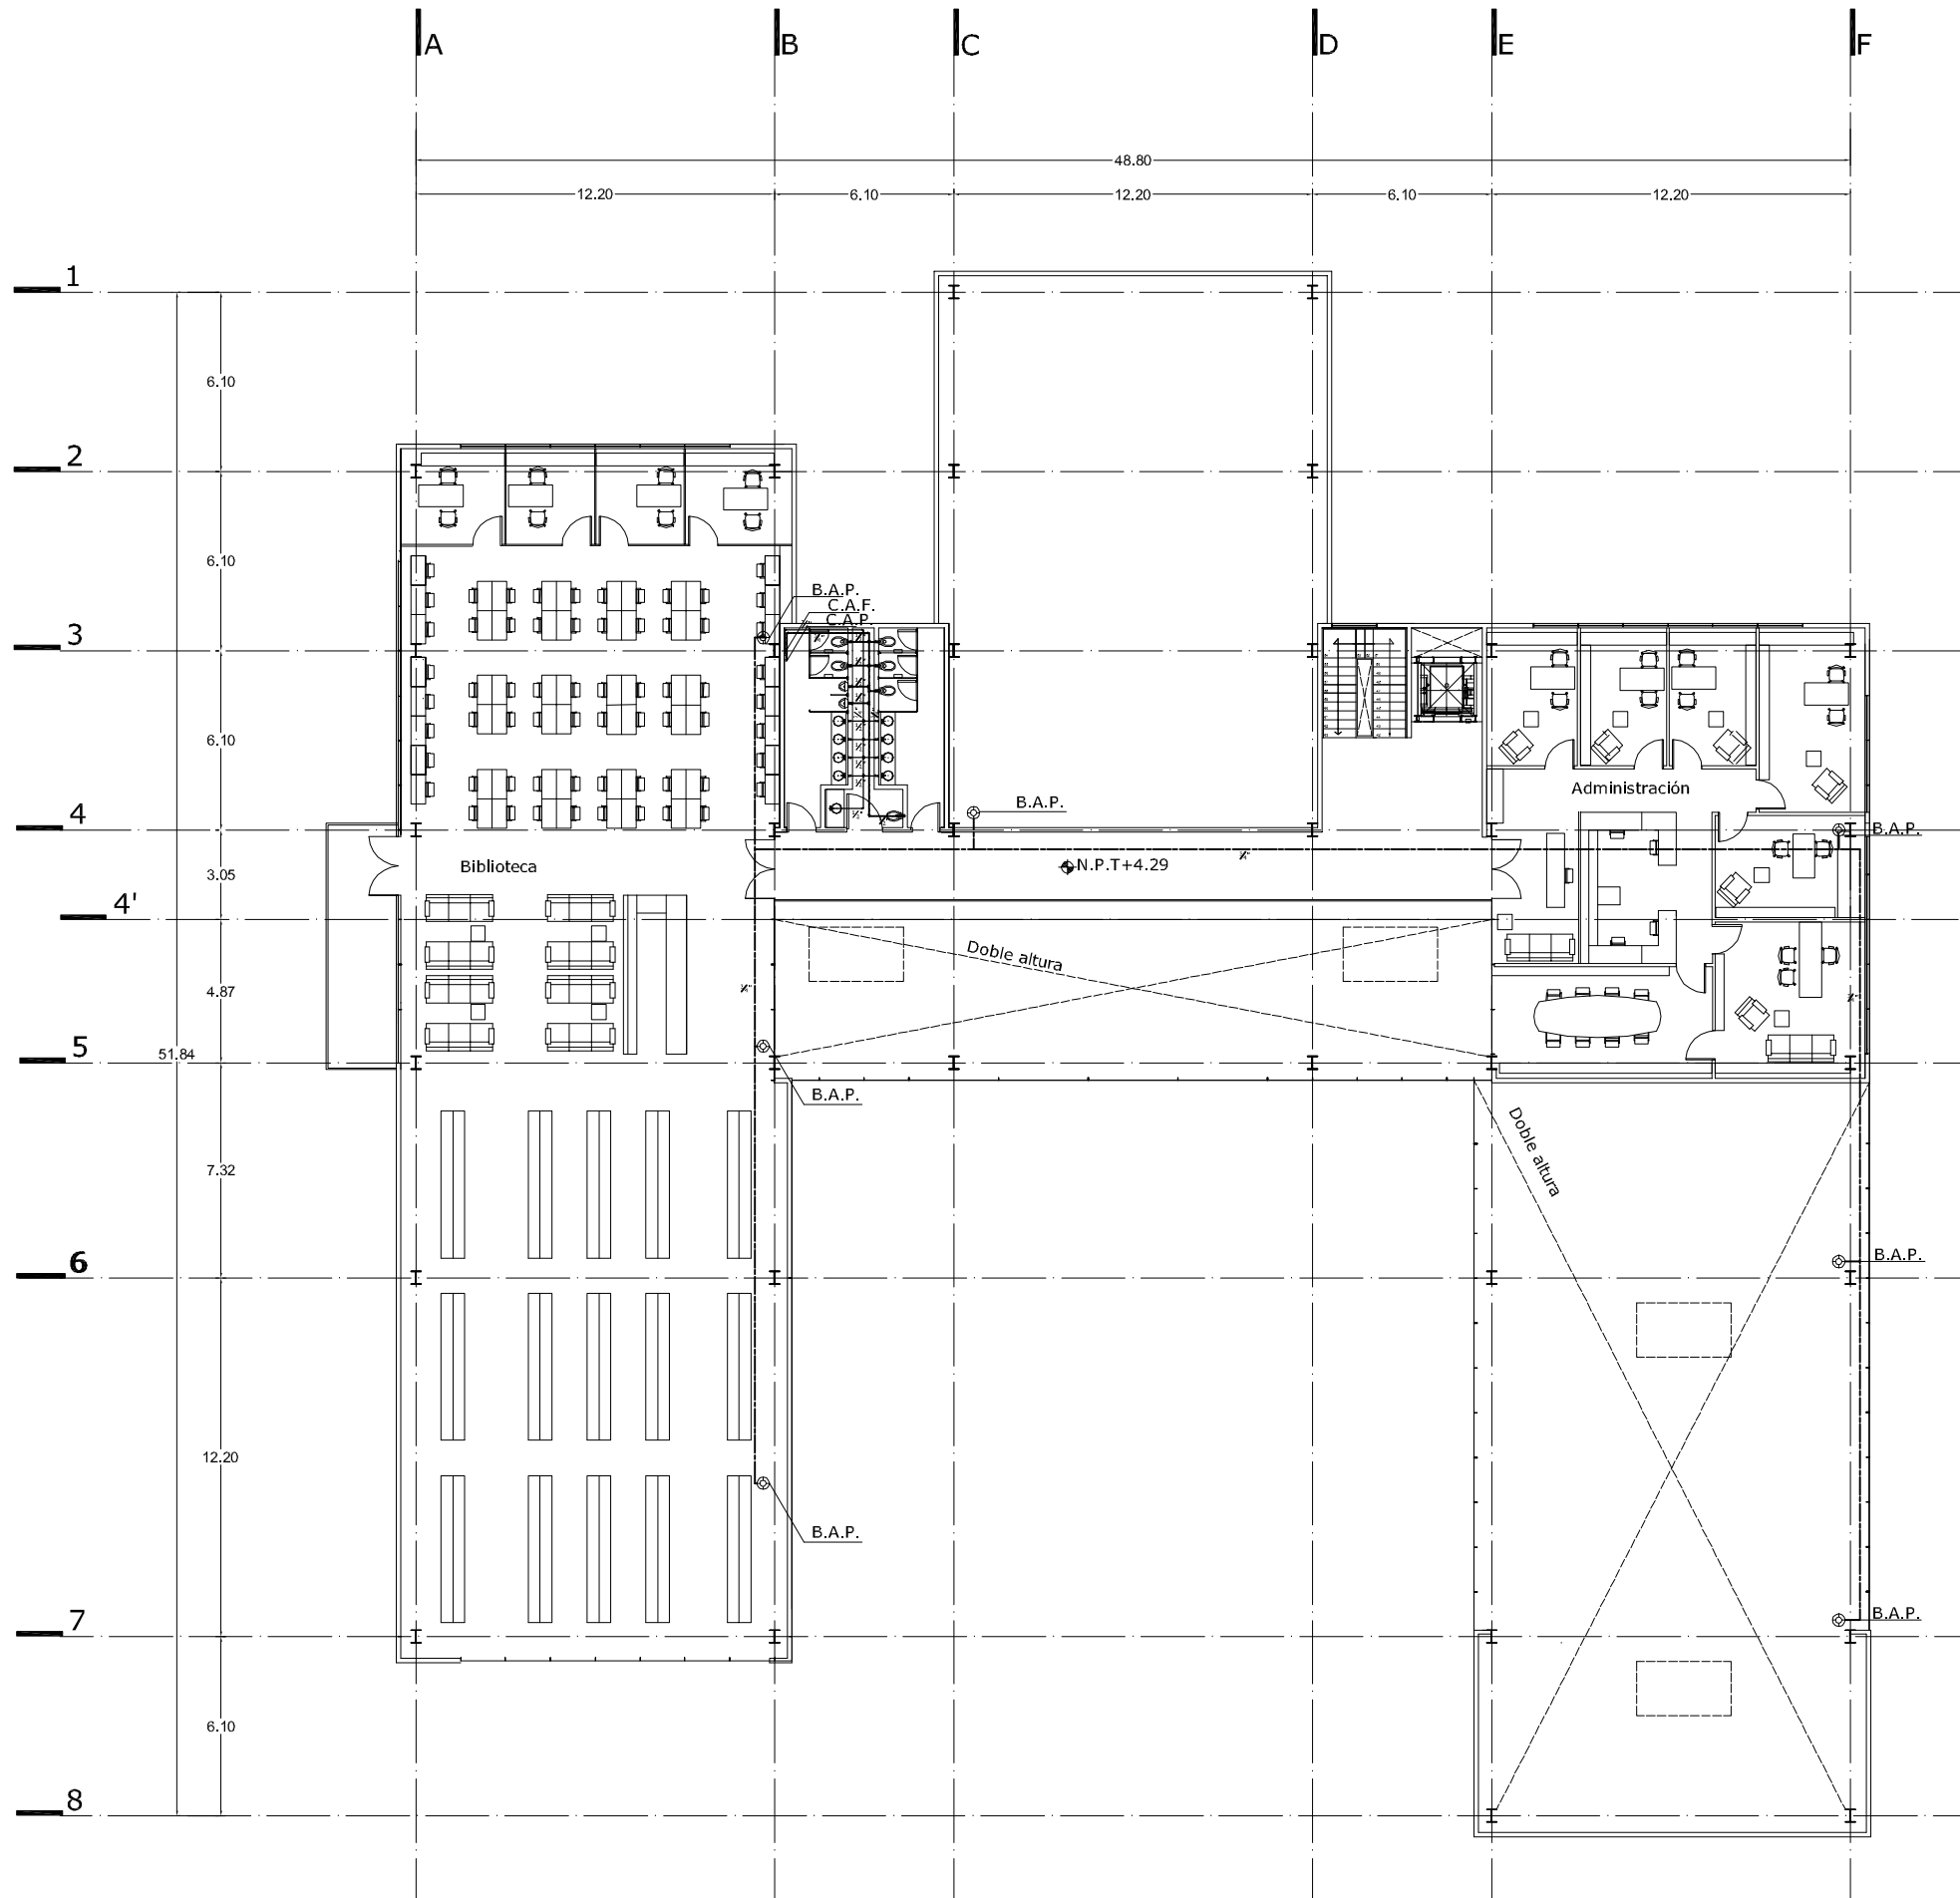 A
B
C
D
E
F
48.80
12.20
6.10
12.20
6.10
12.20
1
6.10
2
6.10
B.A.P.
C.A.F.
C.A.P.
3
6.10
Administración
B.A.P.
4
B.A.P.
Biblioteca
N.P.T+4.29
3.05
4'
Doble altura
4.87
5
51.84
B.A.P.
Doble altura
7.32
6
B.A.P.
12.20
B.A.P.
7
B.A.P.
6.10
8